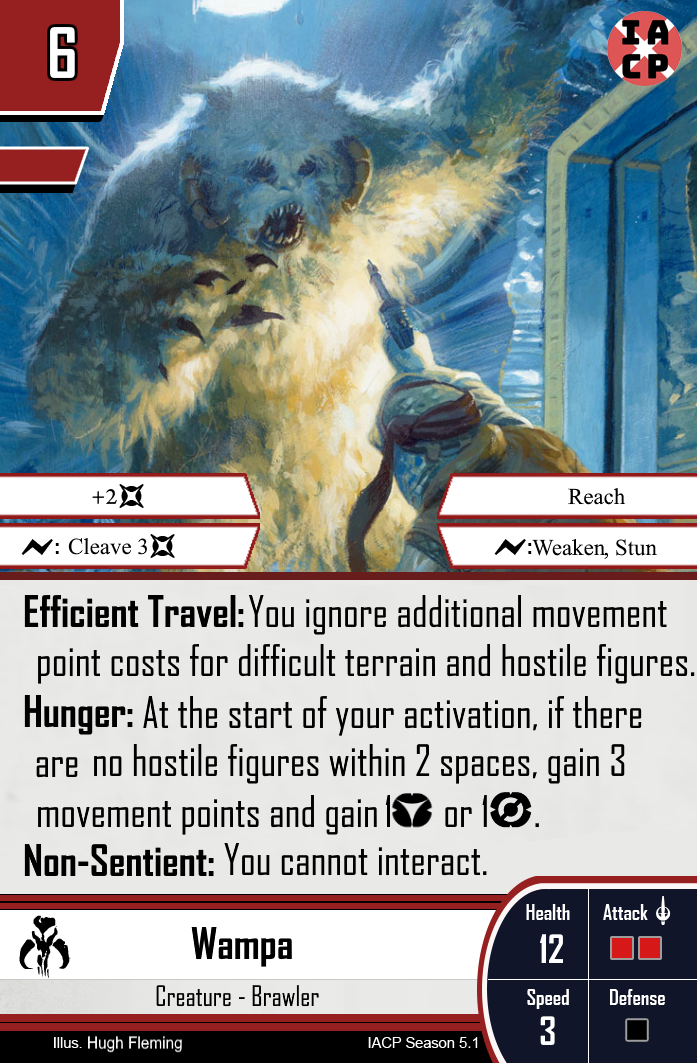 6
IA
CP
+2
Reach
: Cleave 3
:Weaken, Stun
Efficient Travel: You ignore additional movement
point costs for difficult terrain and hostile figures.
Hunger: At the start of your activation, if there
are no hostile figures within 2 spaces, gain 3
movement points and gain 1 or 1.
Non-Sentient: You cannot interact.
Wampa
Creature - Brawler
Health
12
Attack
Speed
3
Defense
Illus. Hugh Fleming
IACP Season 5.1